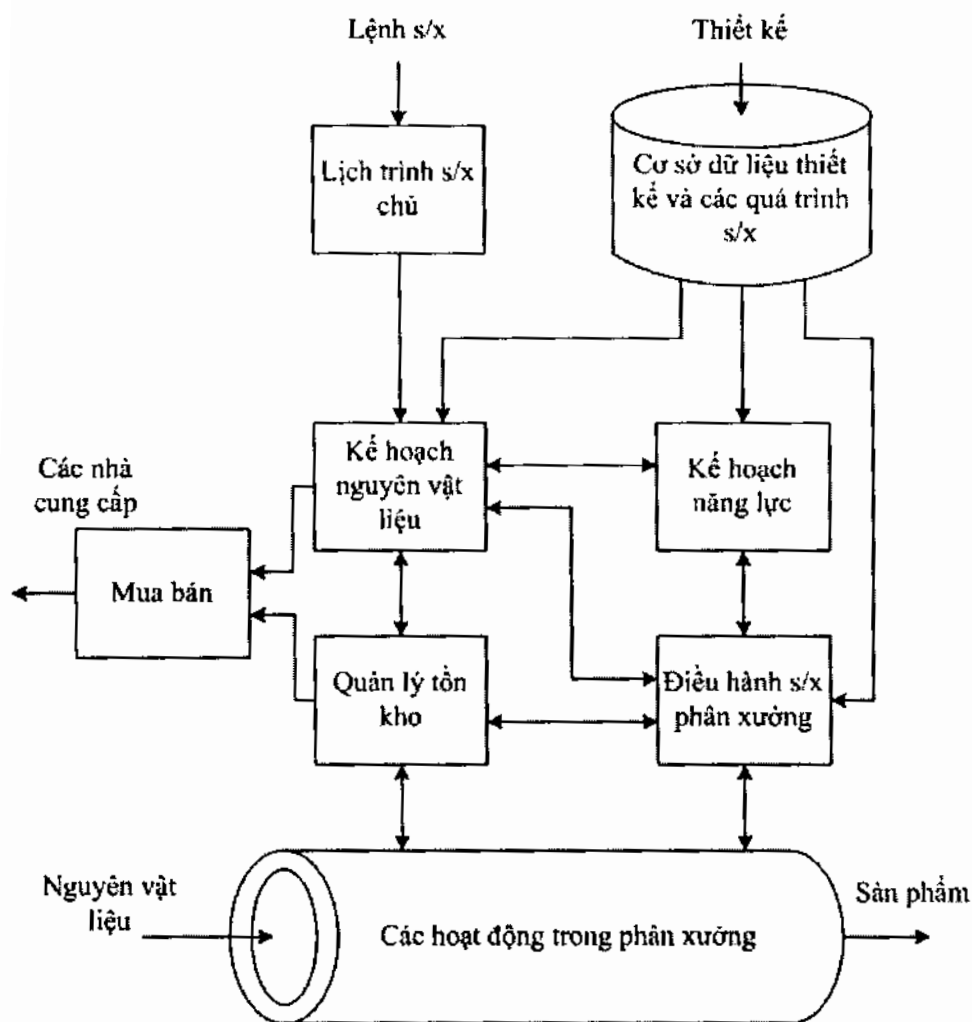 Lệnh s/x
Thiết kế
Lịch trình s/x
chủ
Cơ sở dữ liệu thiết
kế và các quá trình
s/x
Các nhà
cung cấp
Kế hoạch
nguyên vật
liệu
Kế hoạch
năng lực
Mua bán
Quản lý tồn
kho
Điều hành s/x
phân xưởng
Nguyên vật
liệu
Các hoạt động trong phân xưởng
Sản phẩm